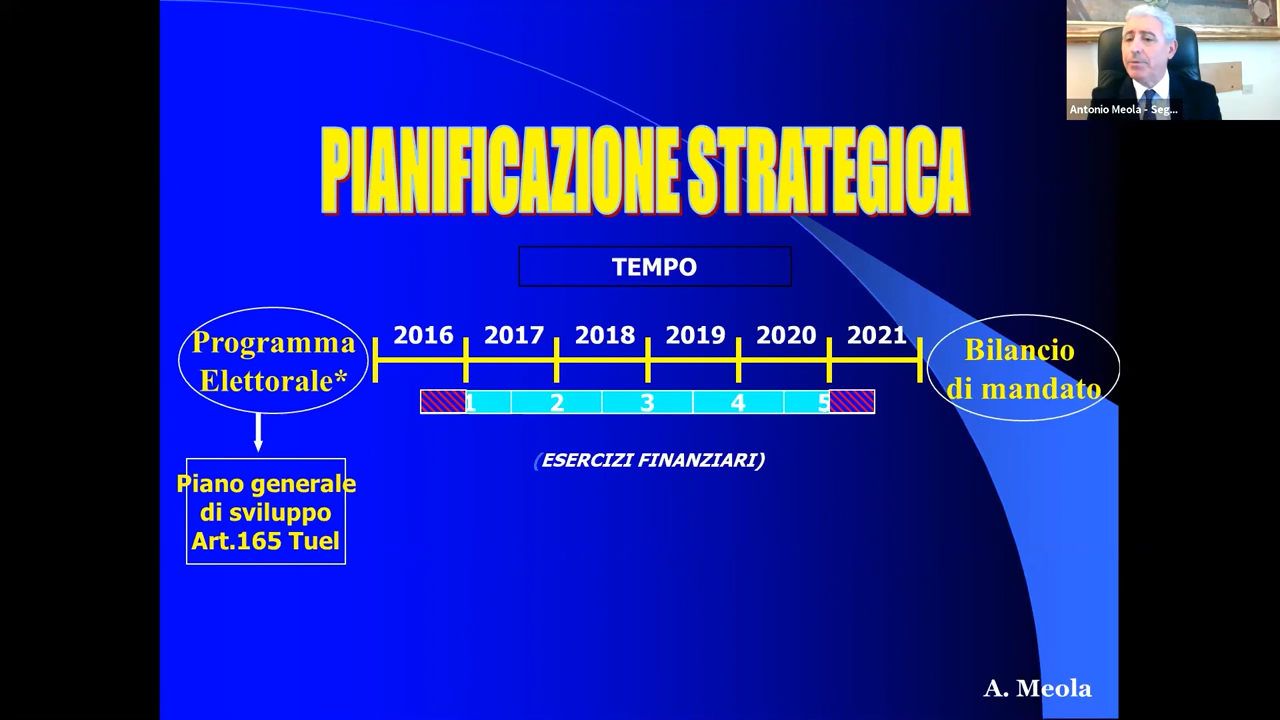 Antonio Meola - Seg...
PIANIFICAZIONE STRATEGICA
TEMPO
2016 2017 2018 2019 2020 2021
Programma
Elettorale*
Bilancio
di mandato
1 2 3 4 5
(ESERCIZI FINANZIARI)
Piano generale
di sviluppo
Art.165 Tuel
A. Meola